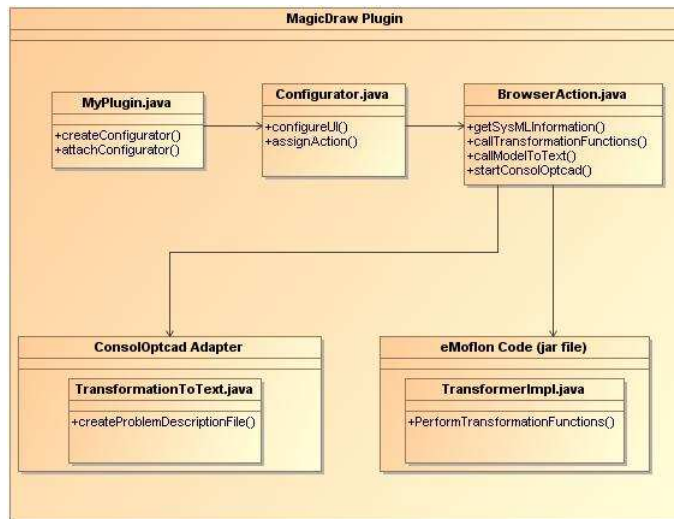 MagicDraw Plugin
MyPlugin.java
+createConfigurator()
+attachConfigurator()
Configurator.java
+configureUI()
+assignAction()
BrowserAction.java
+getSysMLInformation()
+callTransformationFunctions()
+callModelToText()
+startConsolOptcad()
ConsolOptcad Adapter
TransformationToText.java
+createProblemDescriptionFile()
eMoflon Code (jar file)
TransformerImpl.java
+PerformTransformationFunctions()